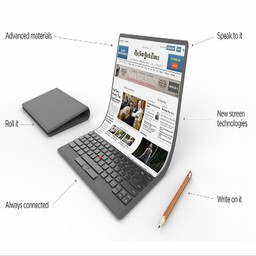 Advanced materials
Speak to it
The New York Times
Roll it
New screen
technologies
Always connected
Write on it